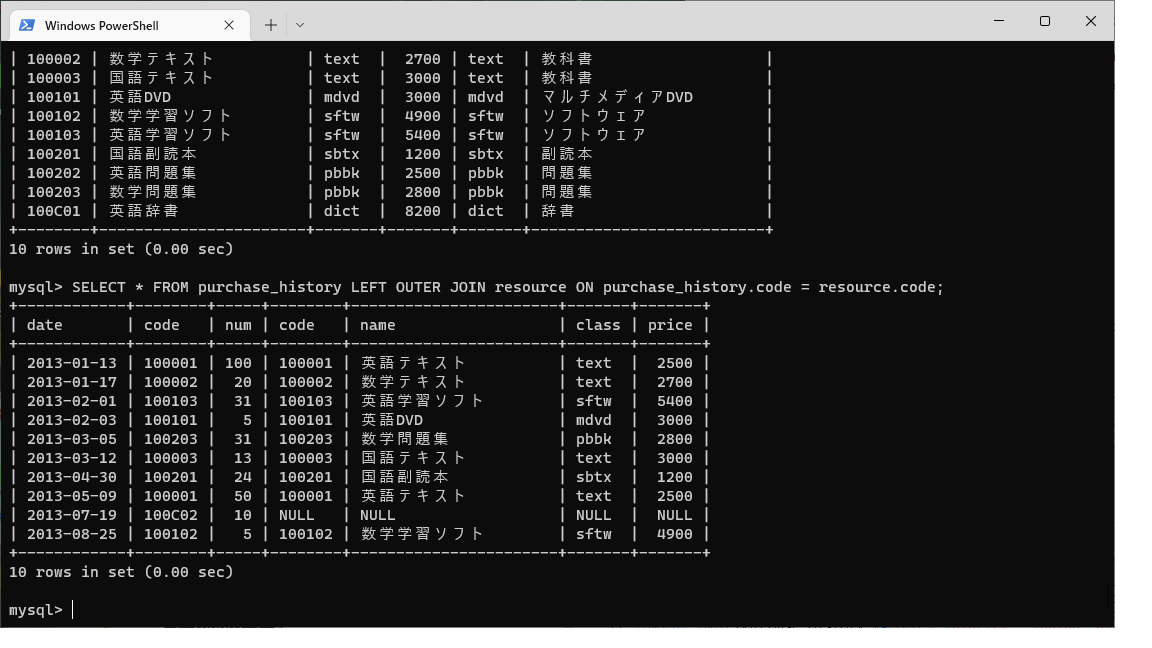 Windows PowerShell
| 100002 | 数学テキスト | text | 2700 | text | 教科書 |
| 100003 | 国語テキスト | text | 3000 | text | 教科書 |
| 100101 | 英語DVD | mdvd | 3000 | mdvd | マルチメディアDVD |
| 100102 | 数学学習ソフト | sftw | 4900 | sftw | ソフトウェア |
| 100103 | 英語学習ソフト | sftw | 5400 | sftw | ソフトウェア |
| 100201 | 国語副読本 | sbtx | 1200 | sbtx | 副読本 |
| 100202 | 英語問題集 | pbbk | 2500 | pbbk | 問題集 |
| 100203 | 数学問題集 | pbbk | 2800 | pbbk | 問題集 |
| 100C01 | 英語辞書 | dict | 8200 | dict | 辞書 |
+--------+-----------------------+-------+-------+-------+--------------------------+
10 rows in set (0.00 sec)
mysql> SELECT * FROM purchase_history LEFT OUTER JOIN resource ON purchase_history.code = resource.code;
+------------+--------+-----+--------+-----------------------+-------+-------+
| date | code | num | code | name | class | price |
+------------+--------+-----+--------+-----------------------+-------+-------+
| 2013-01-13 | 100001 | 100 | 100001 | 英語テキスト | text | 2500 |
| 2013-01-17 | 100002 | 20 | 100002 | 数学テキスト | text | 2700 |
| 2013-02-01 | 100103 | 31 | 100103 | 英語学習ソフト | sftw | 5400 |
| 2013-02-03 | 100101 | 5 | 100101 | 英語DVD | mdvd | 3000 |
| 2013-03-05 | 100203 | 31 | 100203 | 数学問題集 | pbbk | 2800 |
| 2013-03-12 | 100003 | 13 | 100003 | 国語テキスト | text | 3000 |
| 2013-04-30 | 100201 | 24 | 100201 | 国語副読本 | sbtx | 1200 |
| 2013-05-09 | 100001 | 50 | 100001 | 英語テキスト | text | 2500 |
| 2013-07-19 | 100C02 | 10 | NULL | NULL | NULL | NULL |
| 2013-08-25 | 100102 | 5 | 100102 | 数学学習ソフト | sftw | 4900 |
+------------+--------+-----+--------+-----------------------+-------+-------+
10 rows in set (0.00 sec)
mysql>